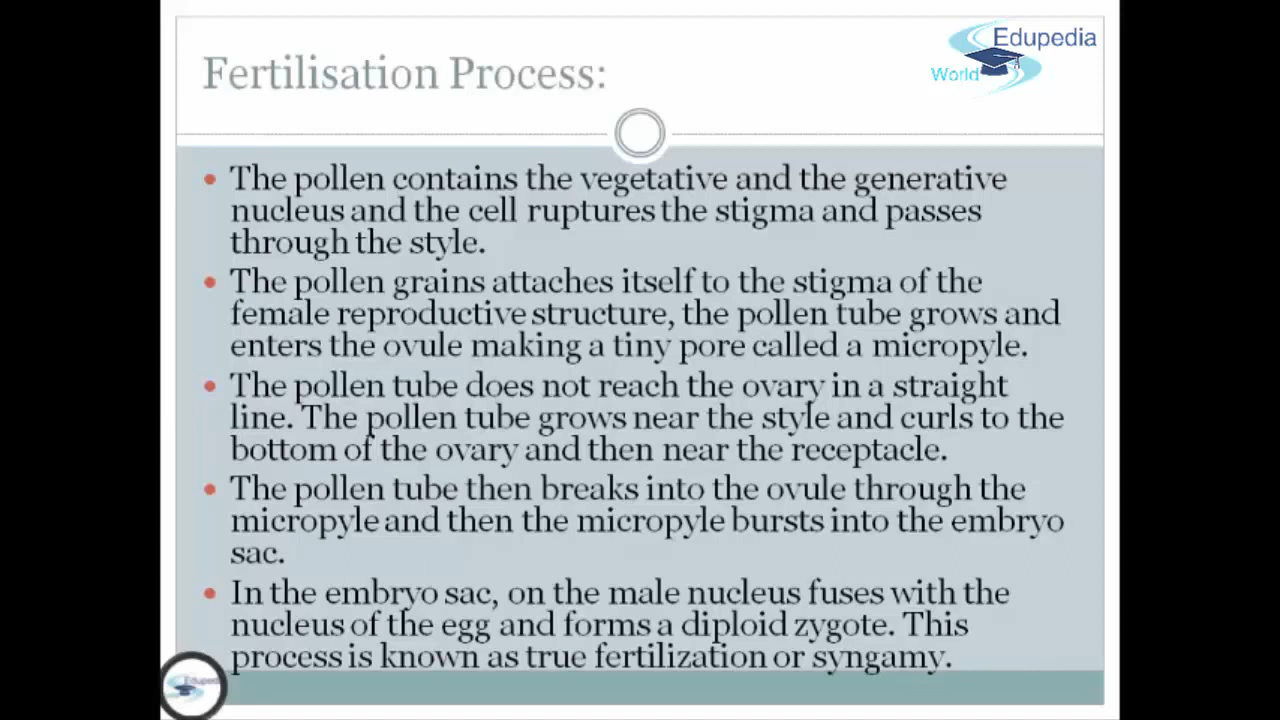 Edupedia
World
Fertilisation Process:
• The pollen contains the vegetative and the generative
nucleus and the cell ruptures the stigma and passes
through the style.
• The pollen grains attaches itself to the stigma of the
female reproductive structure, the pollen tube grows and
enters the ovule making a tiny pore called a micropyle.
• The pollen tube does not reach the ovary in a straight
line. The pollen tube grows near the style and curls to the
bottom of the ovary and then near the receptacle.
• The pollen tube then breaks into the ovule through the
micropyle and then the micropyle bursts into the embryo
sac.
• In the embryo sac, on the male nucleus fuses with the
nucleus of the egg and forms a diploid zygote. This
process is known as true fertilization or syngamy.
Edupedia